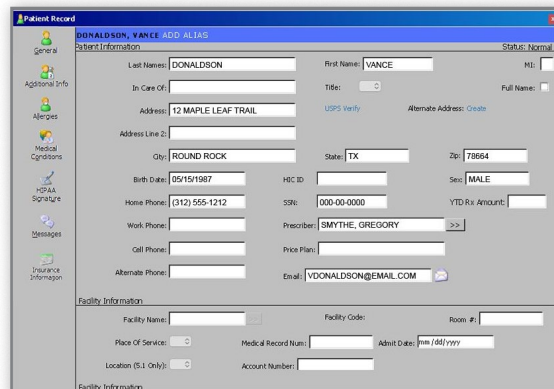 Patient Record
DONALDSON, VANCE ADD ALIAS
Patient Information Status: Normal
General
Last Names: DONALDSON First Name: VANCE MI:
Additional Info
In Care Of: Title: Full Name:
Allergies
Address: 12 MAPLE LEAF TRAIL USPS Verify Alternate Address: Create
Address Line 2:
Medical Conditions
City: ROUND ROCK State: TX Zip: 78664
Birth Date: 05/15/1987 HIC ID Sex: MALE
HIPAA Signature
Home Phone: (312) 555-1212 SSN: 000-00-0000 YTD Rx Amount:
Messages
Work Phone: Prescriber: SMYTHE, GREGORY >>
Cell Phone: Price Plan:
Insurance Information
Alternate Phone: Email: VDONALDSON@EMAIL.COM
Facility Information
Facility Name: Facility Code: Room #:
Place Of Service: Medical Record Num: Admit Date: mm/dd/yyyy
Location (5.1 Only): Account Number:
Facility Information